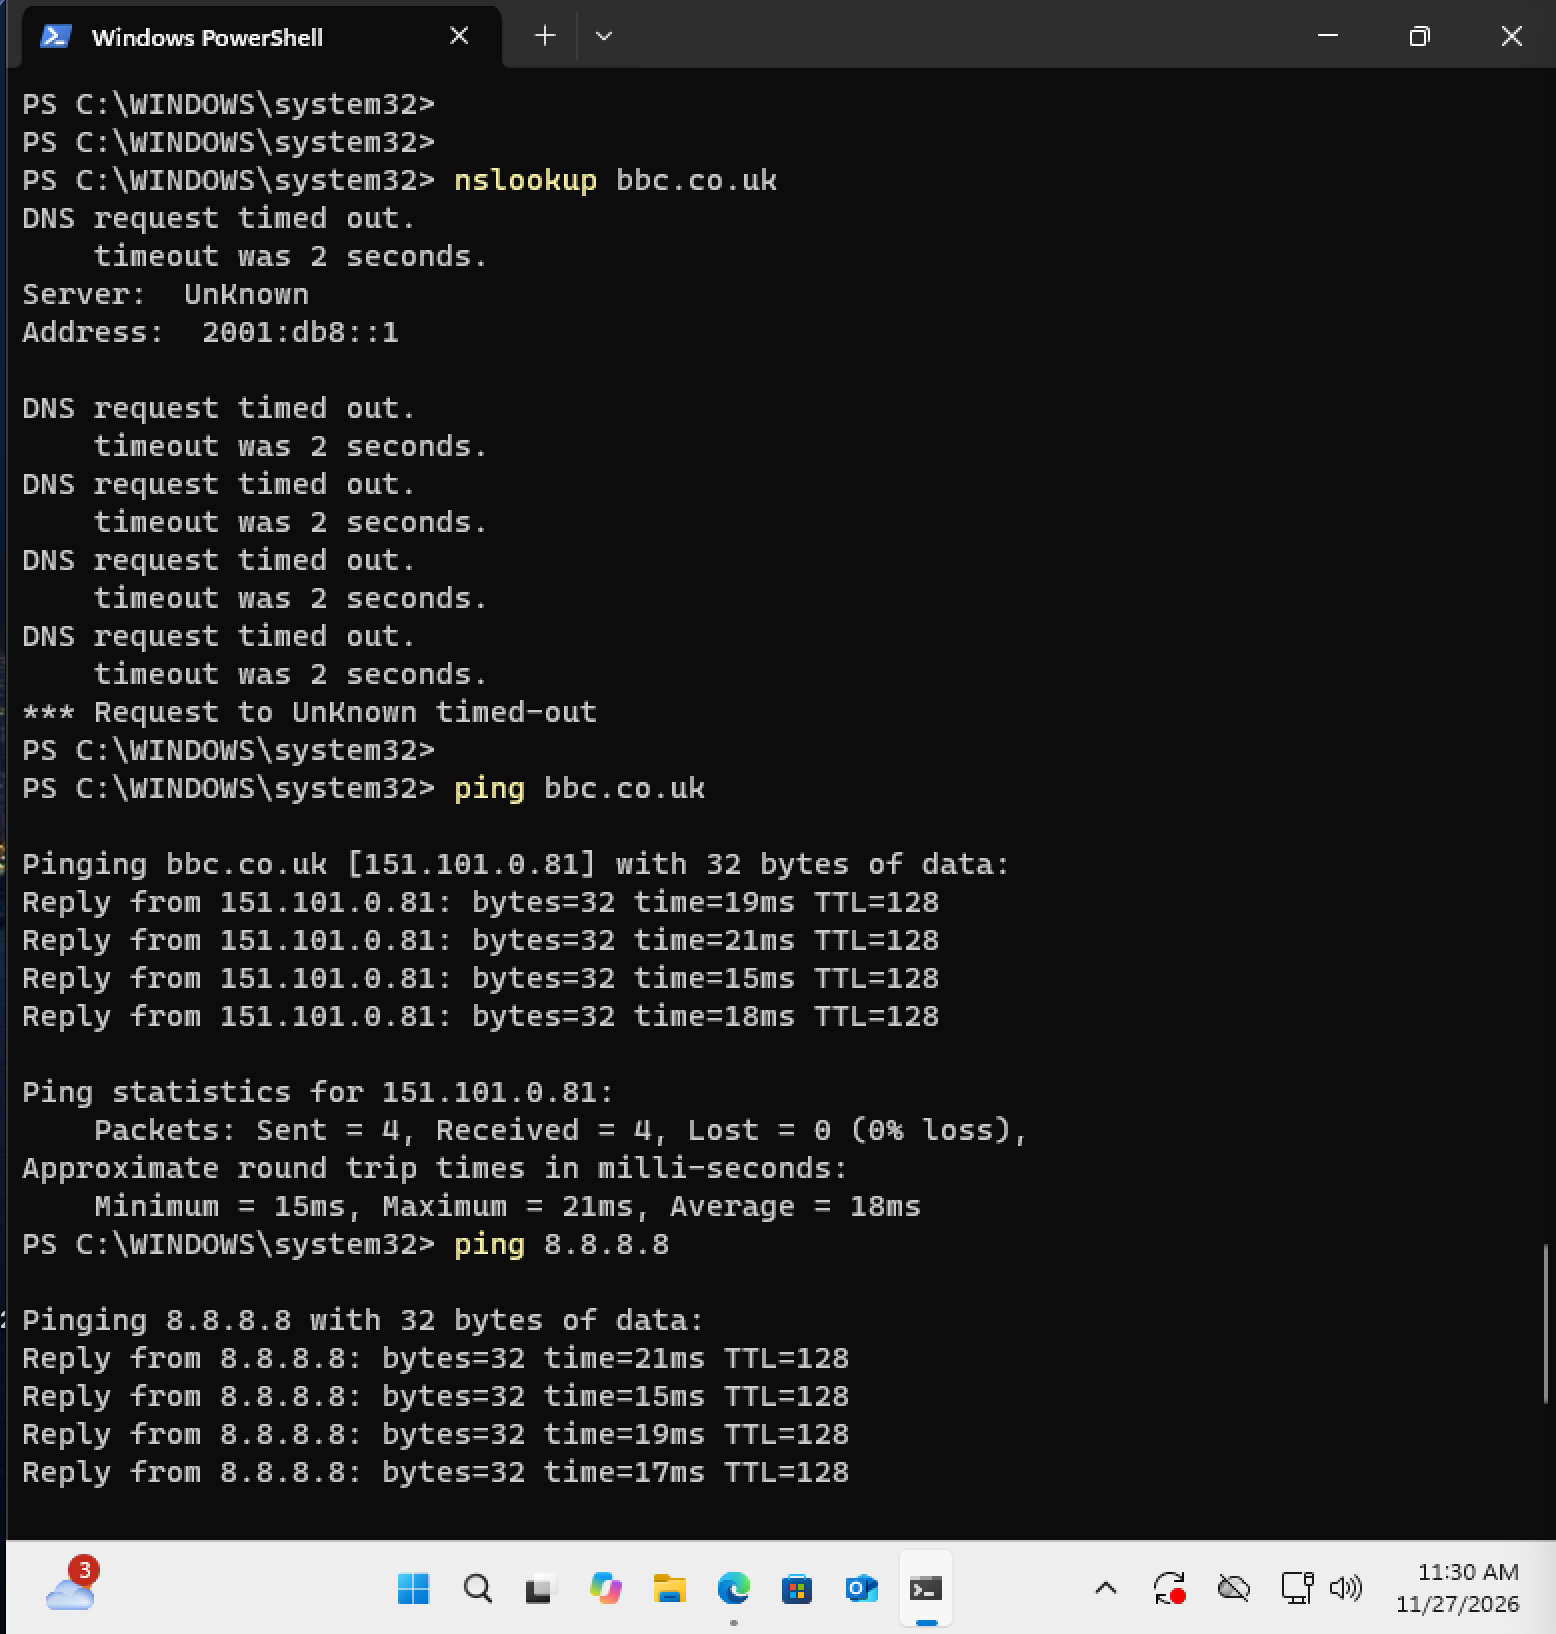 Windows PowerShell
PS C:\WINDOWS\system32>
PS C:\WINDOWS\system32>
PS C:\WINDOWS\system32> nslookup bbc.co.uk
DNS request timed out.
    timeout was 2 seconds.
Server:  UnKnown
Address:  2001:db8::1

DNS request timed out.
    timeout was 2 seconds.
DNS request timed out.
    timeout was 2 seconds.
DNS request timed out.
    timeout was 2 seconds.
DNS request timed out.
    timeout was 2 seconds.
*** Request to UnKnown timed-out
PS C:\WINDOWS\system32>
PS C:\WINDOWS\system32> ping bbc.co.uk

Pinging bbc.co.uk [151.101.0.81] with 32 bytes of data:
Reply from 151.101.0.81: bytes=32 time=19ms TTL=128
Reply from 151.101.0.81: bytes=32 time=21ms TTL=128
Reply from 151.101.0.81: bytes=32 time=15ms TTL=128
Reply from 151.101.0.81: bytes=32 time=18ms TTL=128

Ping statistics for 151.101.0.81:
    Packets: Sent = 4, Received = 4, Lost = 0 (0% loss),
Approximate round trip times in milli-seconds:
    Minimum = 15ms, Maximum = 21ms, Average = 18ms
PS C:\WINDOWS\system32> ping 8.8.8.8

Pinging 8.8.8.8 with 32 bytes of data:
Reply from 8.8.8.8: bytes=32 time=21ms TTL=128
Reply from 8.8.8.8: bytes=32 time=15ms TTL=128
Reply from 8.8.8.8: bytes=32 time=19ms TTL=128
Reply from 8.8.8.8: bytes=32 time=17ms TTL=128
3
11:30 AM
11/27/2026